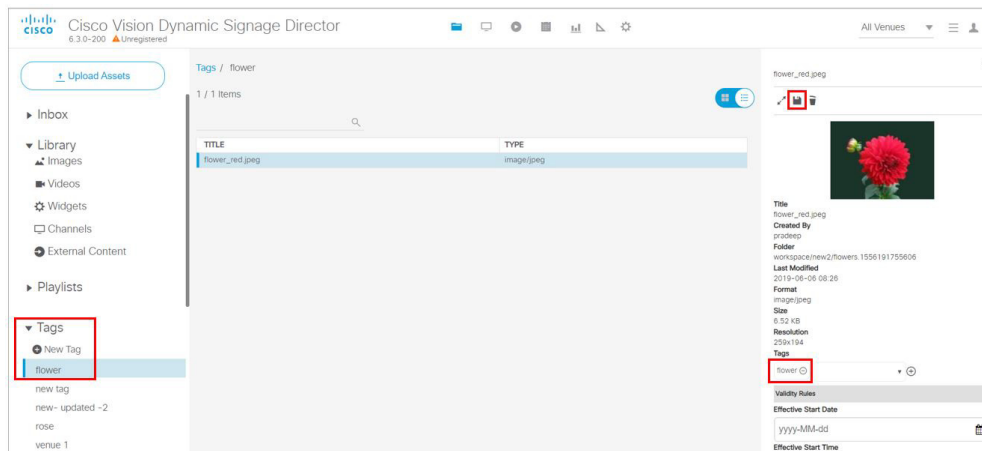 CISCO
Cisco Vision Dynamic Signage Director
6.3.0-200 Unregistered
All Venues
Upload Assets
Inbox
Library
Images
Videos
Widgets
Channels
External Content
Playlists
Tags
New Tag
flower
new tag
new- updated -2
rose
venue 1
Tags / flower
1 / 1 Items
TITLE TYPE
flower_red.jpeg image/jpeg
flower_red.jpeg
Title
flower_red.jpeg
Created By
pradeep
Folder
workspace/new2/flowers.1556191755606
Last Modified
2019-06-06 08:26
Format
image/jpeg
Size
6.52 KB
Resolution
259x194
Tags
flower
Validity Rules
Effective Start Date
yyyy-MM-dd
Effective Start Time